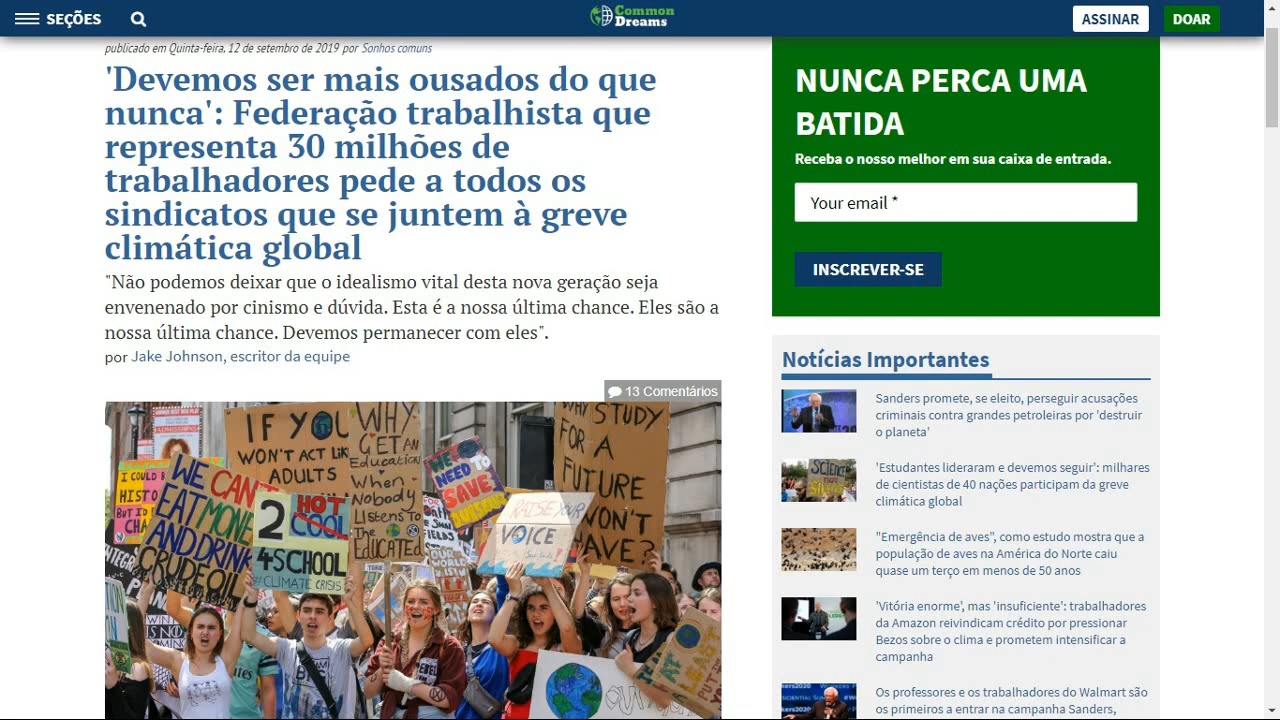 SEÇÕES
Common
Dreams
ASSINAR
DOAR
publicado em Quinta-feira, 12 de setembro de 2019 por Sonhos comuns
'Devemos ser mais ousados do que
nunca': Federação trabalhista que
representa 30 milhões de
trabalhadores pede a todos os
sindicatos que se juntem à greve
climática global
"Não podemos deixar que o idealismo vital desta nova geração seja
envenenado por cinismo e dúvida. Esta é a nossa última chance. Eles são a
nossa última chance. Devemos permanecer com eles".
por Jake Johnson, escritor da equipe
13 Comentários
IF YOU
WON'T ACT LIKE
ADULTS
WHY
GET AN
Education
When
Nobody
Listens To
The
EDUCATED
WHY STUDY
FOR A
FUTURE
WON'T
HAVE?
WE CAN'T
EAT MONEY
AND DRINK
CRUDE OIL
2 HOT
COOL
4 SCHOOL
#CLIMATE CRISIS
WE
NEED TO
SAVE
RAISE YOUR
VOICE
NUNCA PERCA UMA
BATIDA
Receba o nosso melhor em sua caixa de entrada.
Your email *
INSCREVER-SE
Notícias Importantes
Sanders promete, se eleito, perseguir acusações
criminais contra grandes petroleiras por 'destruir
o planeta'
'Estudantes lideraram e devemos seguir': milhares
de cientistas de 40 nações participam da greve
climática global
"Emergência de aves”, como estudo mostra que a
população de aves na América do Norte caiu
quase um terço em menos de 50 anos
'Vitória enorme', mas 'insuficiente': trabalhadores
da Amazon reivindicam crédito por pressionar
Bezos sobre o clima e prometem intensificar a
campanha
Os professores e os trabalhadores do Walmart são
os primeiros a entrar na campanha Sanders,